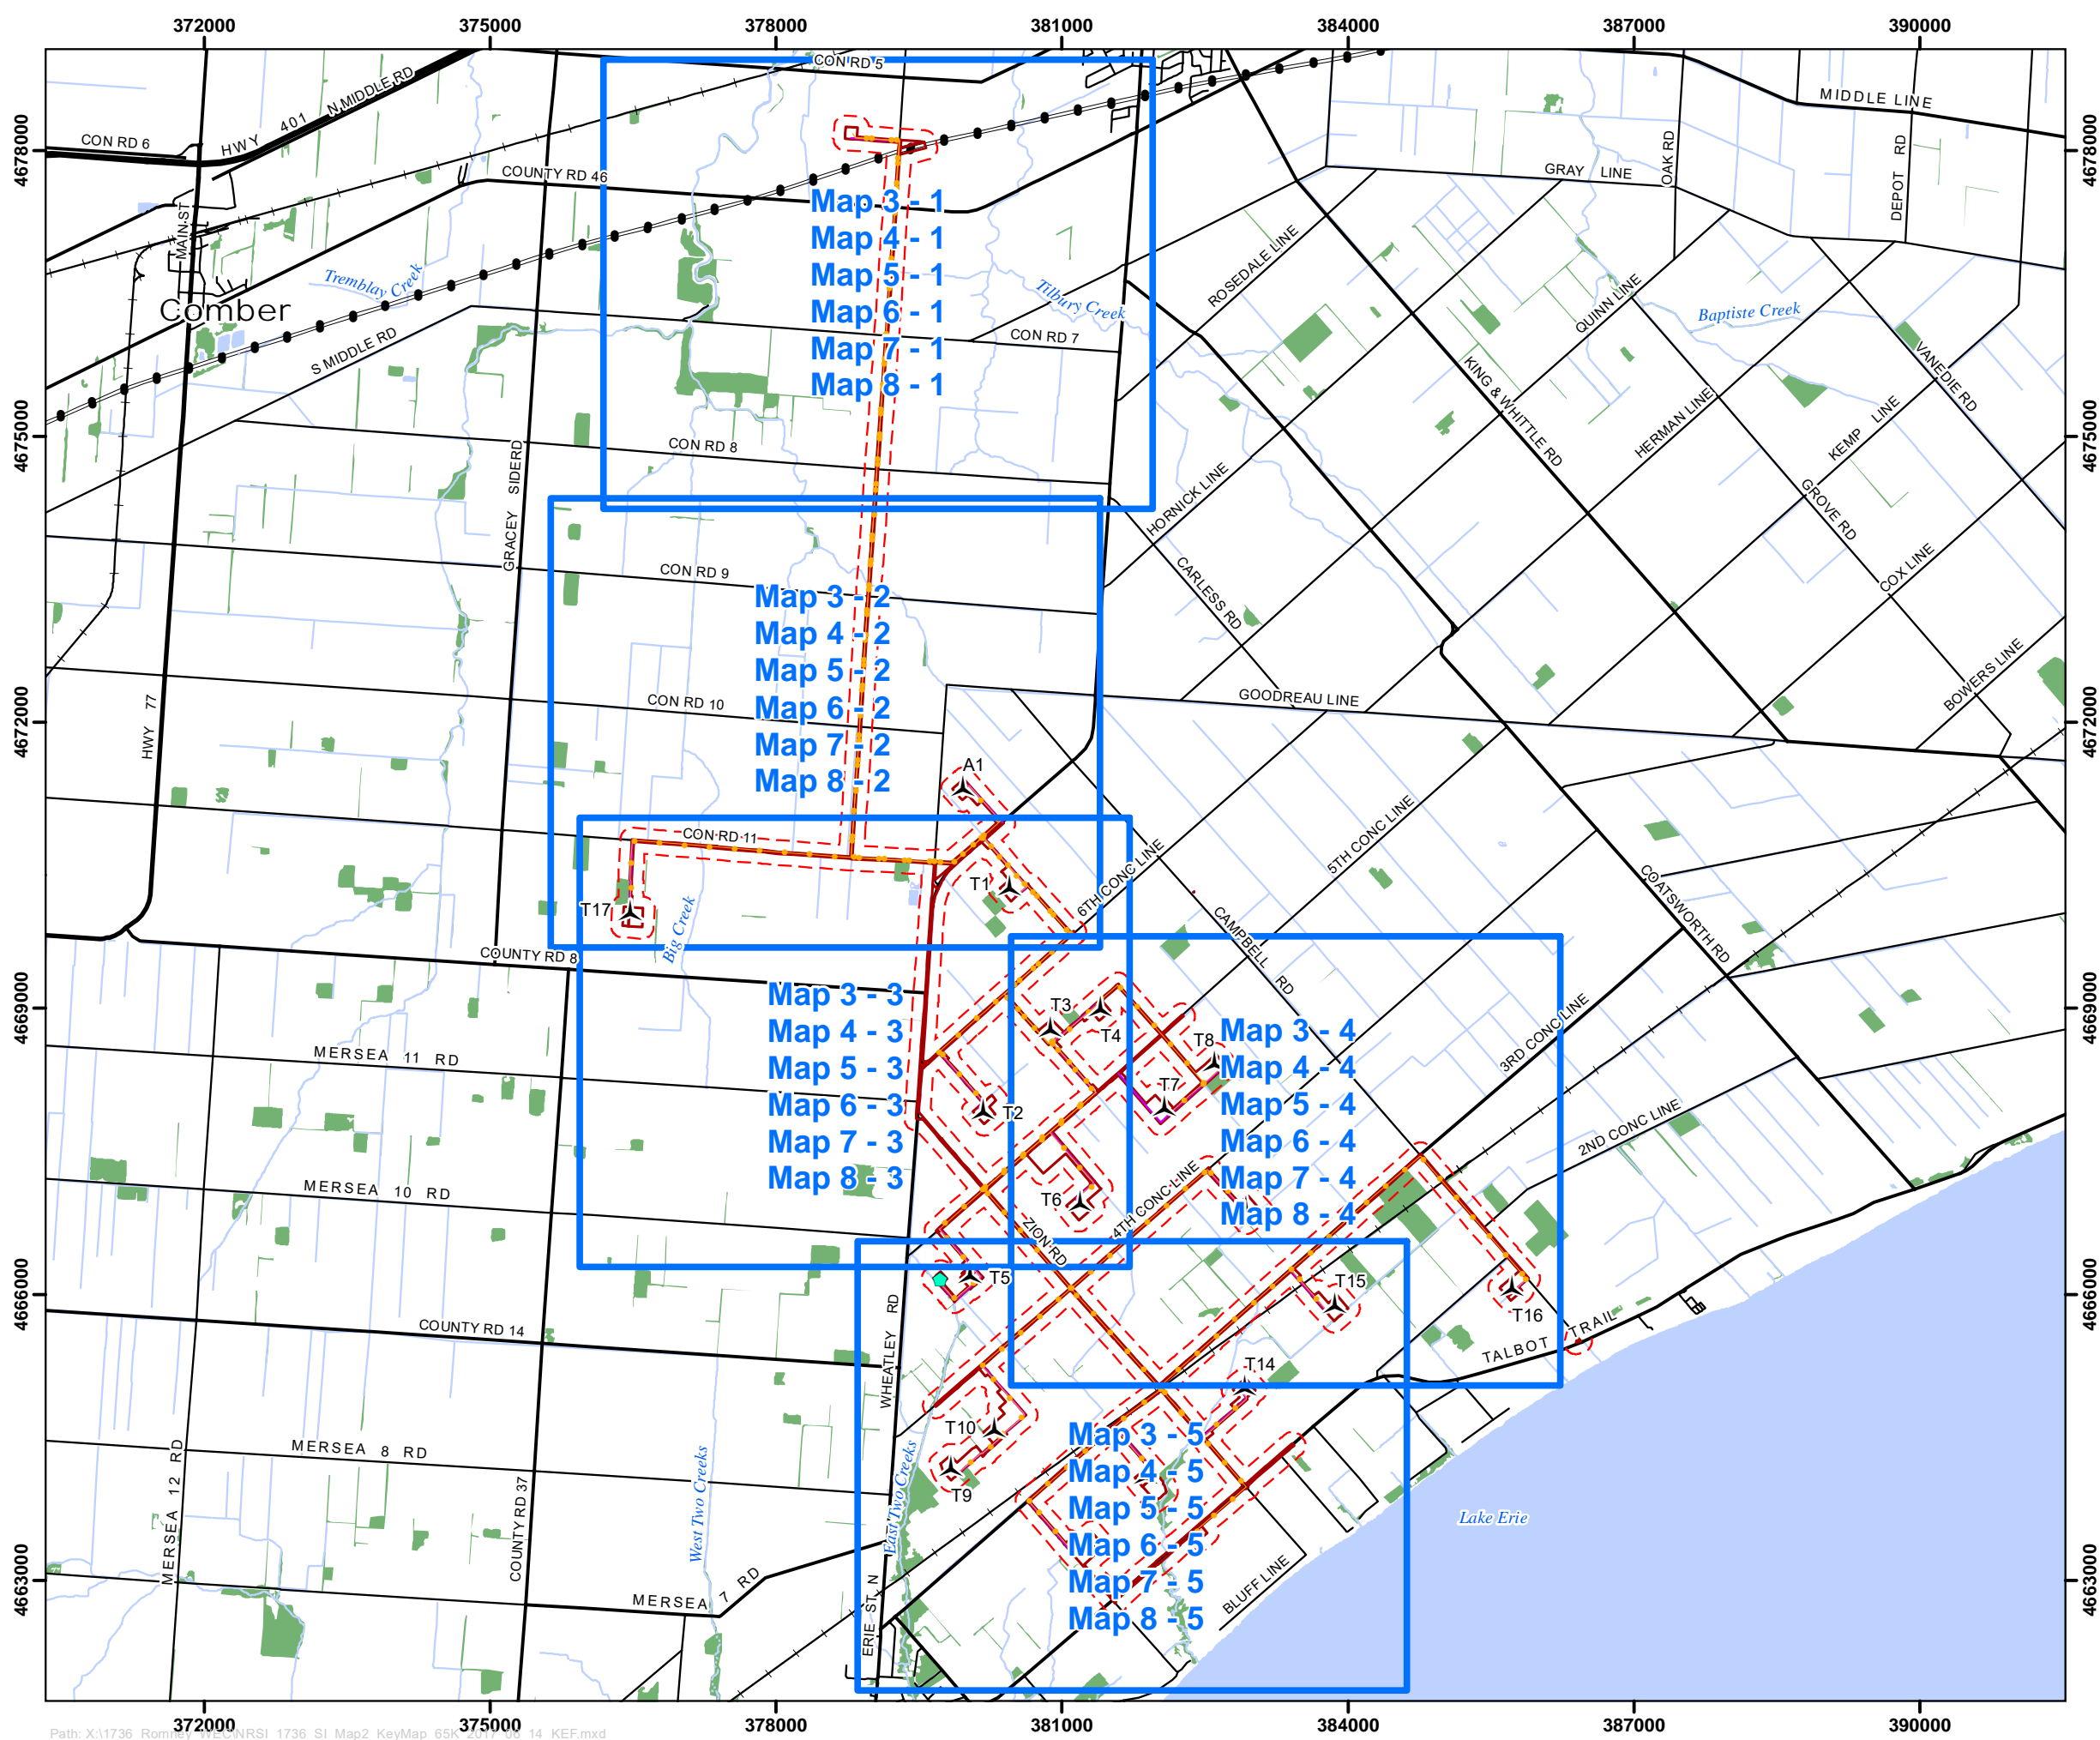 372000 375000 378000 381000 384000 387000 390000
4678000
4675000
4672000
4669000
4666000
4663000
4678000
4675000
4672000
4669000
4666000
4663000
CON RD 5
N MIDDLE RD
HWY 401
CON RD 6
MIDDLE LINE
OAK RD
DEPOT RD
GRAY LINE
COUNTY RD 46
MAIN ST
Map 3 - 1
Map 4 - 1
Map 5 - 1
Map 6 - 1
Map 7 - 1
Map 8 - 1
Tremblay Creek
Comber
Tilbury Creek
ROSEDALE LINE
QUINN LINE
Baptiste Creek
S MIDDLE RD
CON RD 7
VANEDIE RD
KING & WHITTLE RD
HERMAN LINE
KEMP LINE
CON RD 8
GRACEY SIDERD
HORNICK LINE
GROVE RD
CON RD 9
CARLESS RD
COX LINE
Map 3 - 2
Map 4 - 2
Map 5 - 2
Map 6 - 2
Map 7 - 2
Map 8 - 2
HWY 77
CON RD 10
GOODREAU LINE
BOWERS LINE
A1
CON RD 11
T1
T17
6TH CONC LINE
5TH CONC LINE
COATSWORTH RD
CAMPBELL RD
Big Creek
COUNTY RD 8
Map 3 - 3
Map 4 - 3
Map 5 - 3
Map 6 - 3
Map 7 - 3
Map 8 - 3
T3
T4
T8
T7
T2
T6
Map 3 - 4
Map 4 - 4
Map 5 - 4
Map 6 - 4
Map 7 - 4
Map 8 - 4
3RD CONC LINE
2ND CONC LINE
4TH CONC LINE
MERSEA 11 RD
MERSEA 10 RD
ZION RD
T5
T15
T16
TALBOT TRAIL
COUNTY RD 14
WHEATLEY RD
T14
T10
T9
MERSEA 8 RD
MERSEA 12 RD
COUNTY RD 37
West Two Creeks
East Two Creeks
Map 3 - 5
Map 4 - 5
Map 5 - 5
Map 6 - 5
Map 7 - 5
Map 8 - 5
Lake Erie
BLUFF LINE
MERSEA 7 RD
ERIE ST N
372000 375000 378000 381000 384000 387000 390000
Path: X:\1736_Romney_WEC\NRSI_1736_SI_Map2_KeyMap_65K_2017_06_14_KEF.mxd